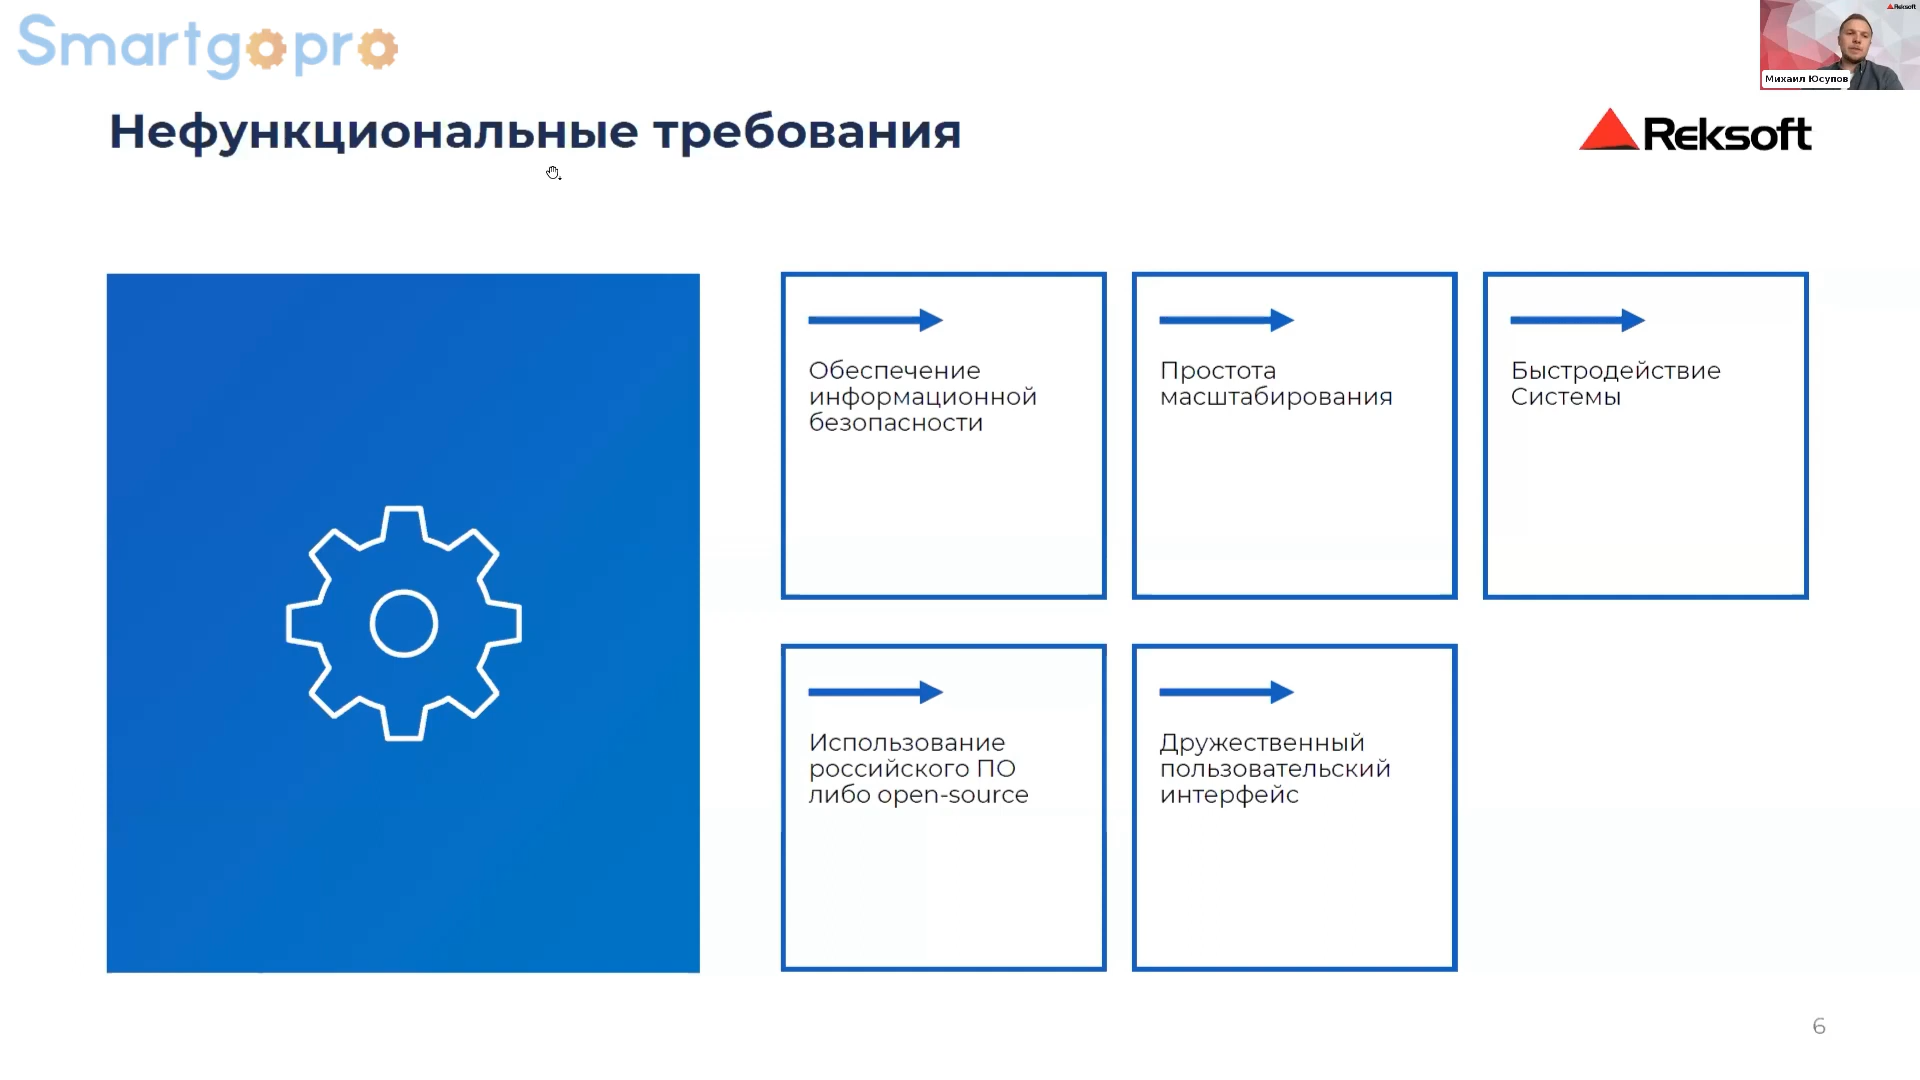 Smartgopro
Reksoft
Михаил Юсупов
Нефункциональные требования
Reksoft
Обеспечение
информационной
безопасности
Простота
масштабирования
Быстродействие
Системы
Использование
российского ПО
либо open-source
Дружественный
пользовательский
интерфейс
6